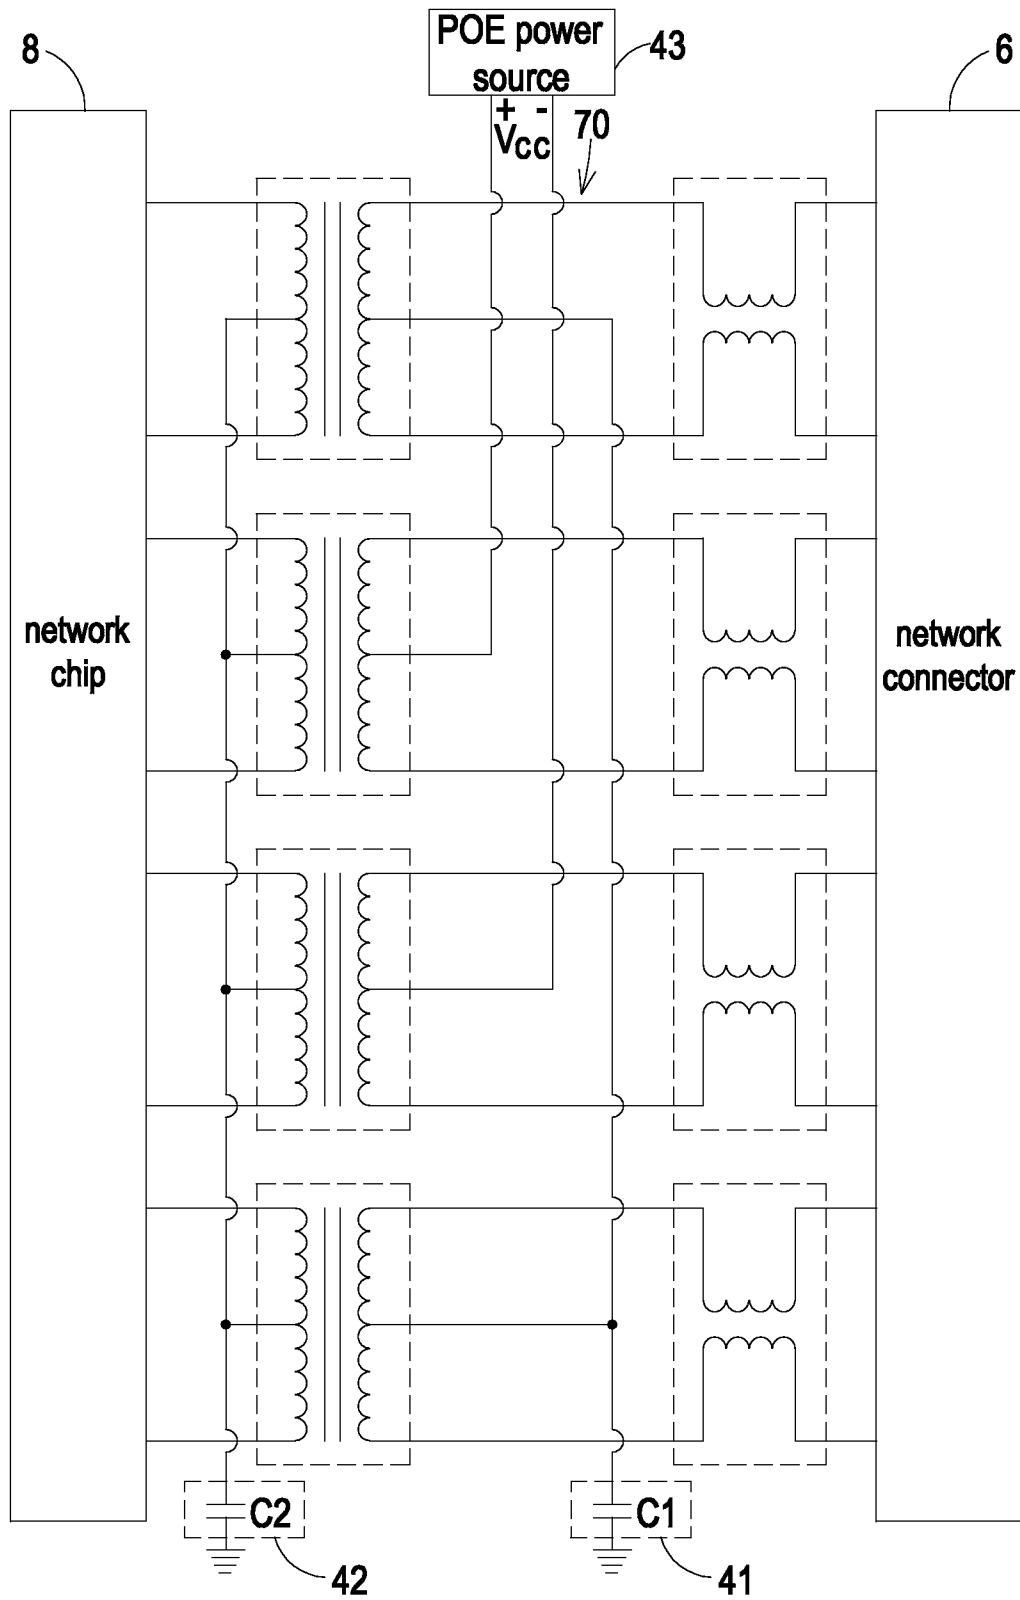 POE power
source
43
8
6
+ -
Vcc
70
network
chip
network
connector
C2
C1
42
41